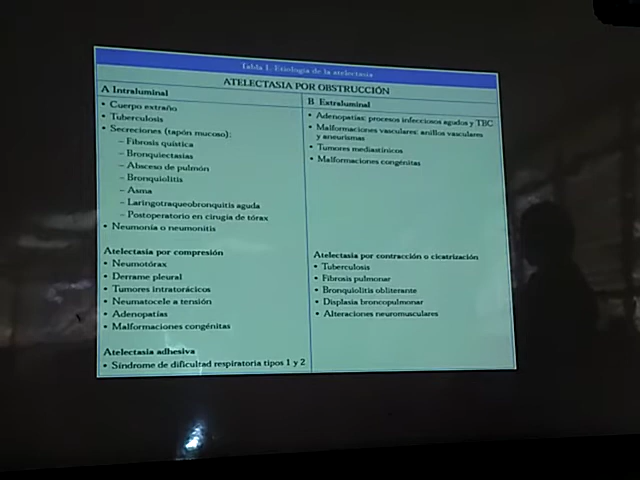 Tabla 1. Etiología de la atelectasia
ATELECTASIA POR OBSTRUCCIÓN
A Intraluminal
• Cuerpo extraño
• Tuberculosis
• Secreciones (tapón mucoso):
– Fibrosis quística
– Bronquiectasias
– Absceso de pulmón
– Bronquiolitis
– Asma
– Laringotraqueobronquitis aguda
– Postoperatorio en cirugía de tórax
• Neumonía o neumonitis
B Extraluminal
• Adenopatías: procesos infecciosos agudos y TBC
• Malformaciones vasculares: anillos vasculares
y aneurismas
• Tumores mediastínicos
• Malformaciones congénitas
Atelectasia por compresión
• Neumotórax
• Derrame pleural
• Tumores intratorácicos
• Neumatocele a tensión
• Adenopatías
• Malformaciones congénitas
Atelectasia por contracción o cicatrización
• Tuberculosis
• Fibrosis pulmonar
• Bronquiolitis obliterante
• Displasia broncopulmonar
• Alteraciones neuromusculares
Atelectasia adhesiva
• Síndrome de dificultad respiratoria tipos 1 y 2